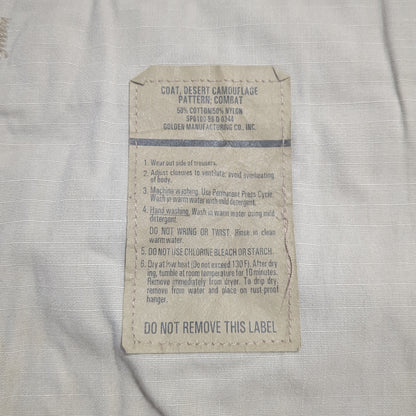 COAT, DESERT CAMOUFLAGE
PATTERN: COMBAT
50% COTTON/50% NYLON
GOLDEN MANUFACTURING CO., INC.
1. Wear out side of trousers.
2. Adjust closures to ventilate; avoid overheating
of body.
3. Machine washing. Use Permanent Press Cycle.
Wash in warm water with mild detergent.
4. Hand washing. Wash in warm water using mild
detergent.
DO NOT WRING OR TWIST. Rinse in clean
warm water.
5. DO NOT USE CHLORINE BLEACH OR STARCH.
6. Dry at low heat (Do not exceed 130 F). After dry
ing, tumble at room temperature for 10 minutes.
Remove immediately from dryer. To drip dry,
remove from water and place on rust-proof
hanger.
DO NOT REMOVE THIS LABEL